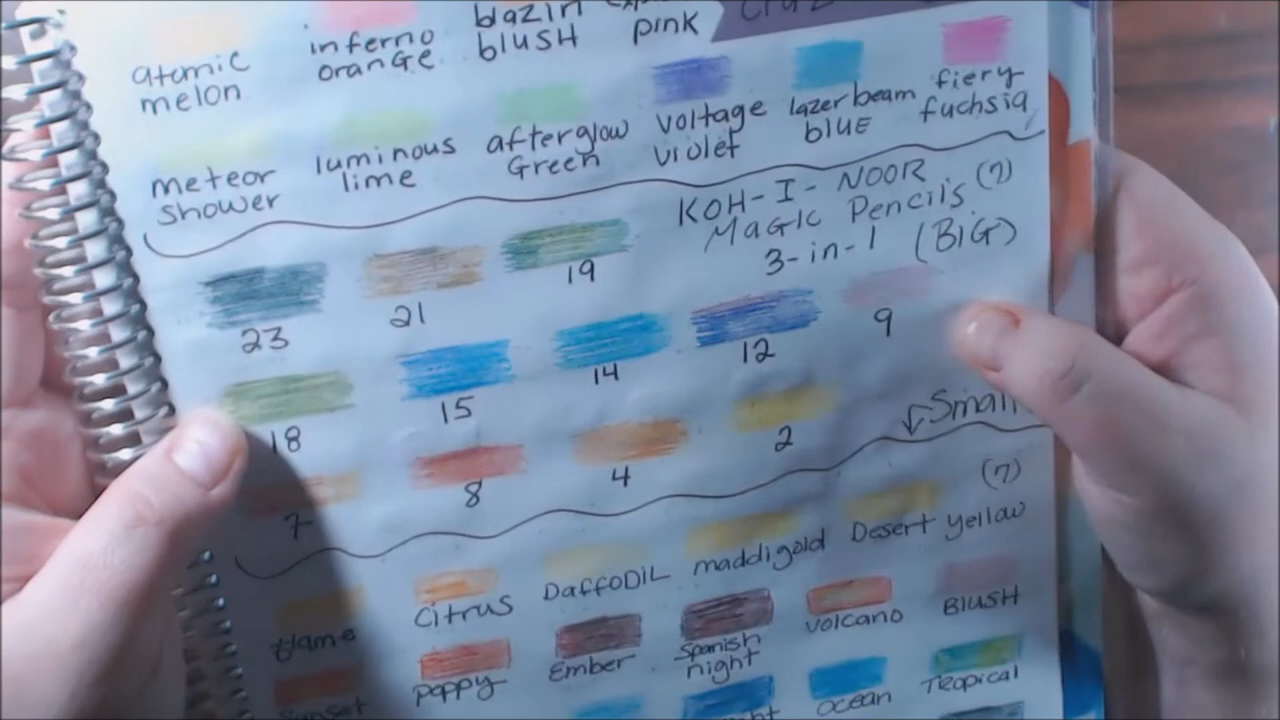 blazin
blush
pink
inferno
orange
atomic
melon
fiery
fuchsia
lazer beam
blue
voltage
violet
afterglow
Green
luminous
lime
meteor
shower
KOH-I-NOOR (7)
Magic Pencils
3-in-1 (BIG)
23 21 19
18 15 14 12 9
7 8 4 2
Small
(7)
flame Citrus Daffodil maddigold Desert yellow
Sunset poppy Ember Spanish night Volcano Blush
Ocean Tropical